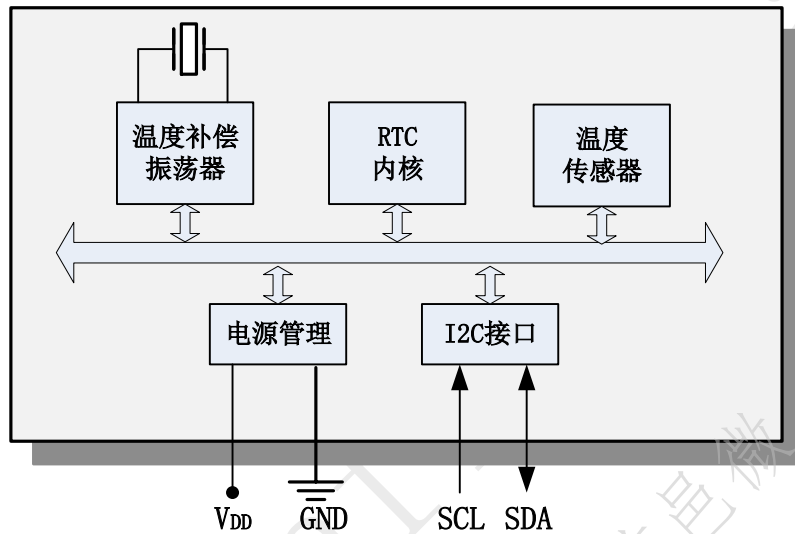 温度补偿
振荡器
RTC
内核
温度
传感器
电源管理
I2C接口
VDD
GND
SCL
SDA